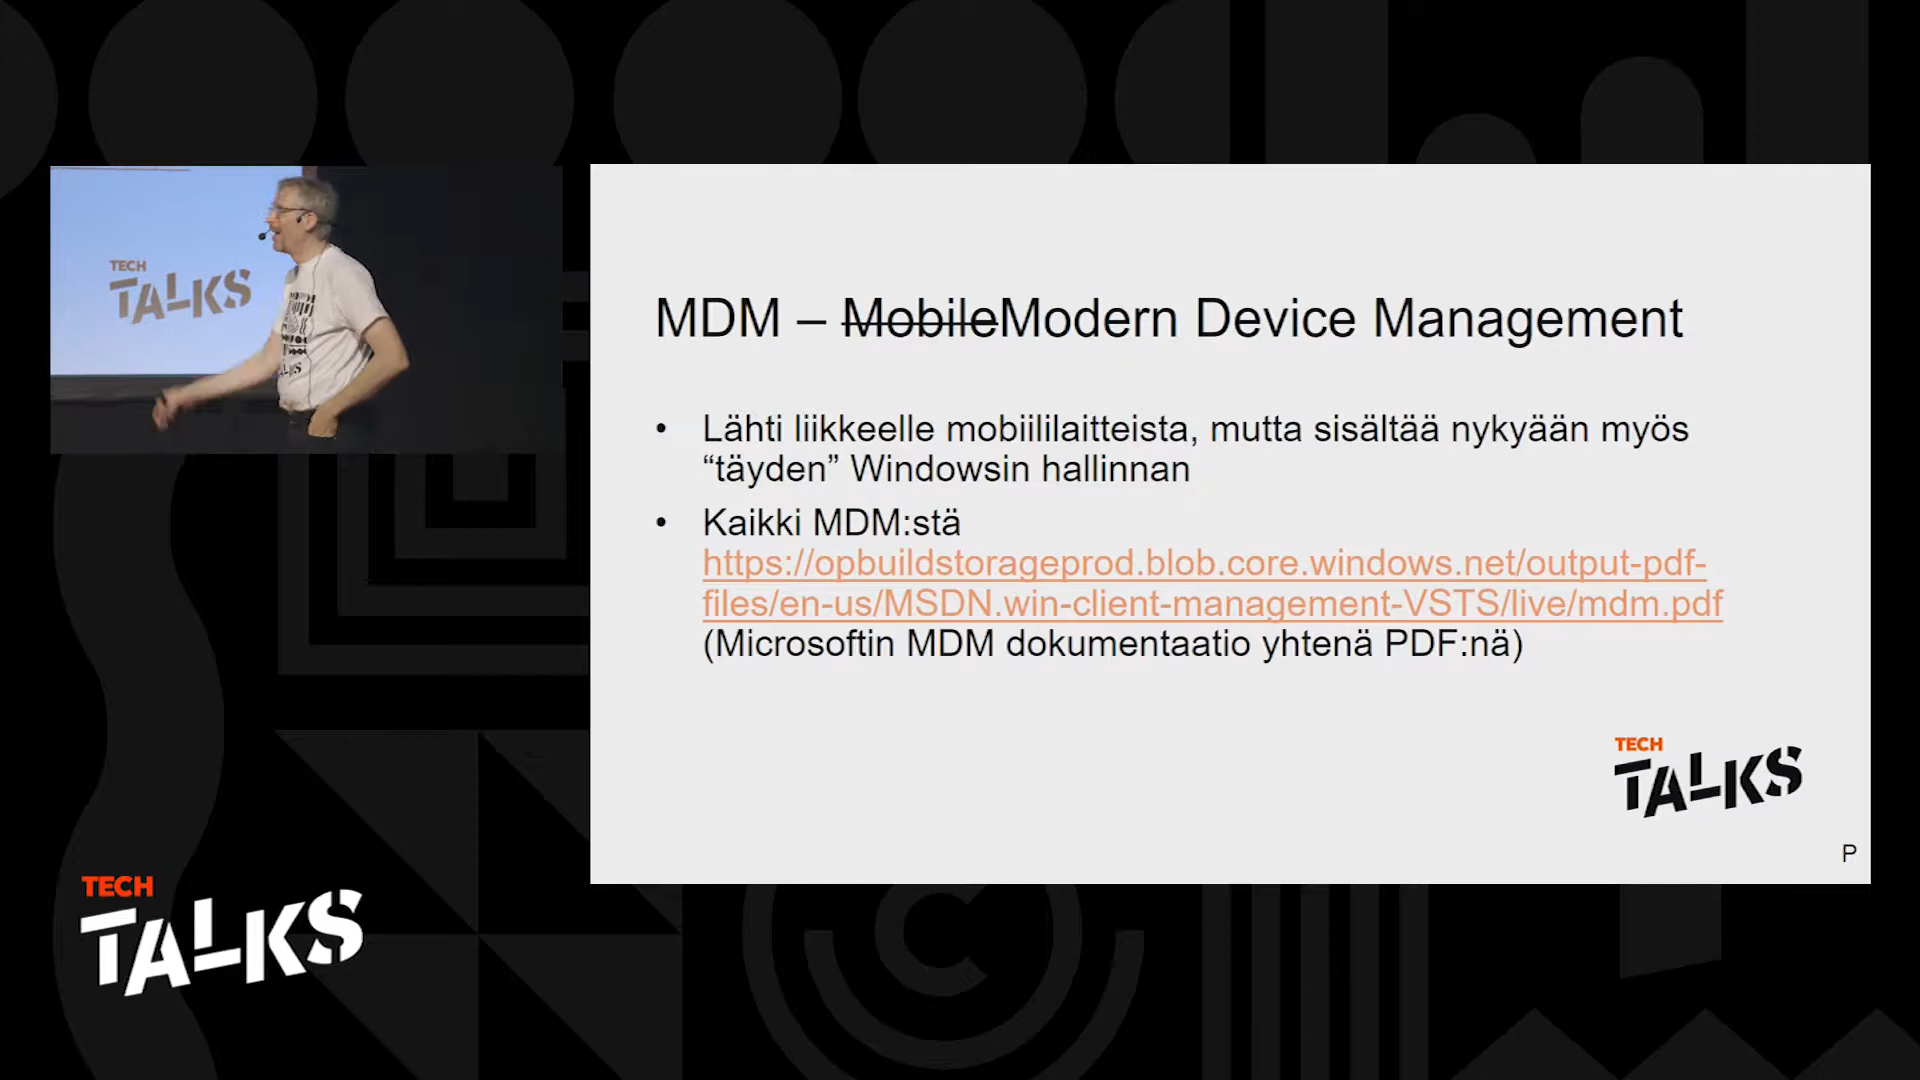 TECH
TALKS
MDM – MobileModern Device Management
• Lähti liikkeelle mobiililaitteista, mutta sisältää nykyään myös
“täyden” Windowsin hallinnan
• Kaikki MDM:stä
https://opbuildstorageprod.blob.core.windows.net/output-pdf-
files/en-us/MSDN.win-client-management-VSTS/live/mdm.pdf
(Microsoftin MDM dokumentaatio yhtenä PDF:nä)
TECH
TALKS
P
TECH
TALKS